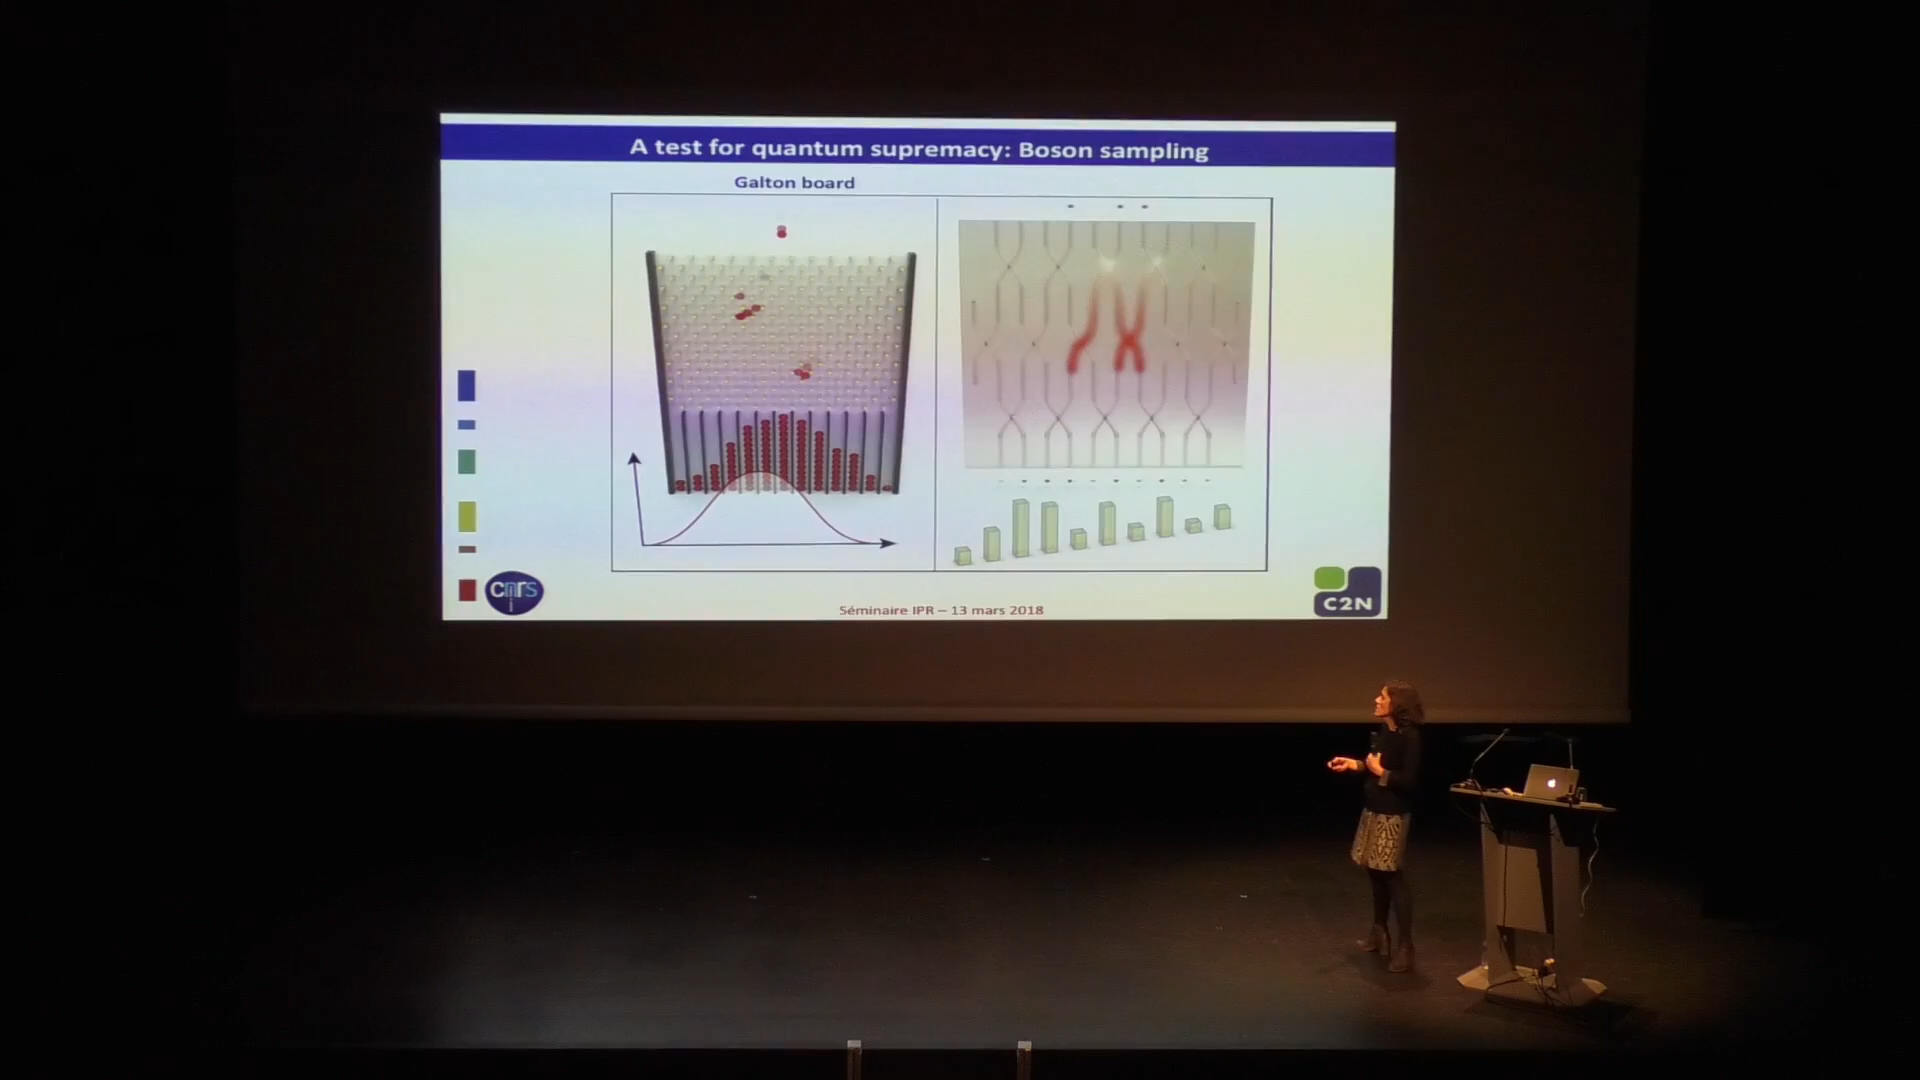 A test for quantum supremacy: Boson sampling
Galton board
cnrs
Séminaire IPR – 13 mars 2018
C2N